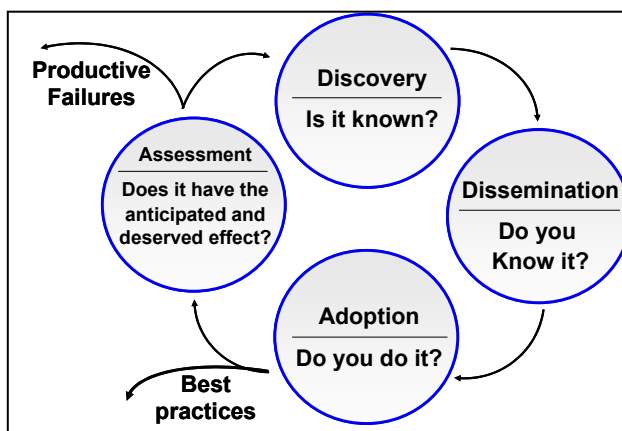 Productive
Failures
Discovery
Is it known?
Assessment
Does it have the
anticipated and
deserved effect?
Dissemination
Do you
Know it?
Adoption
Do you do it?
Best
practices